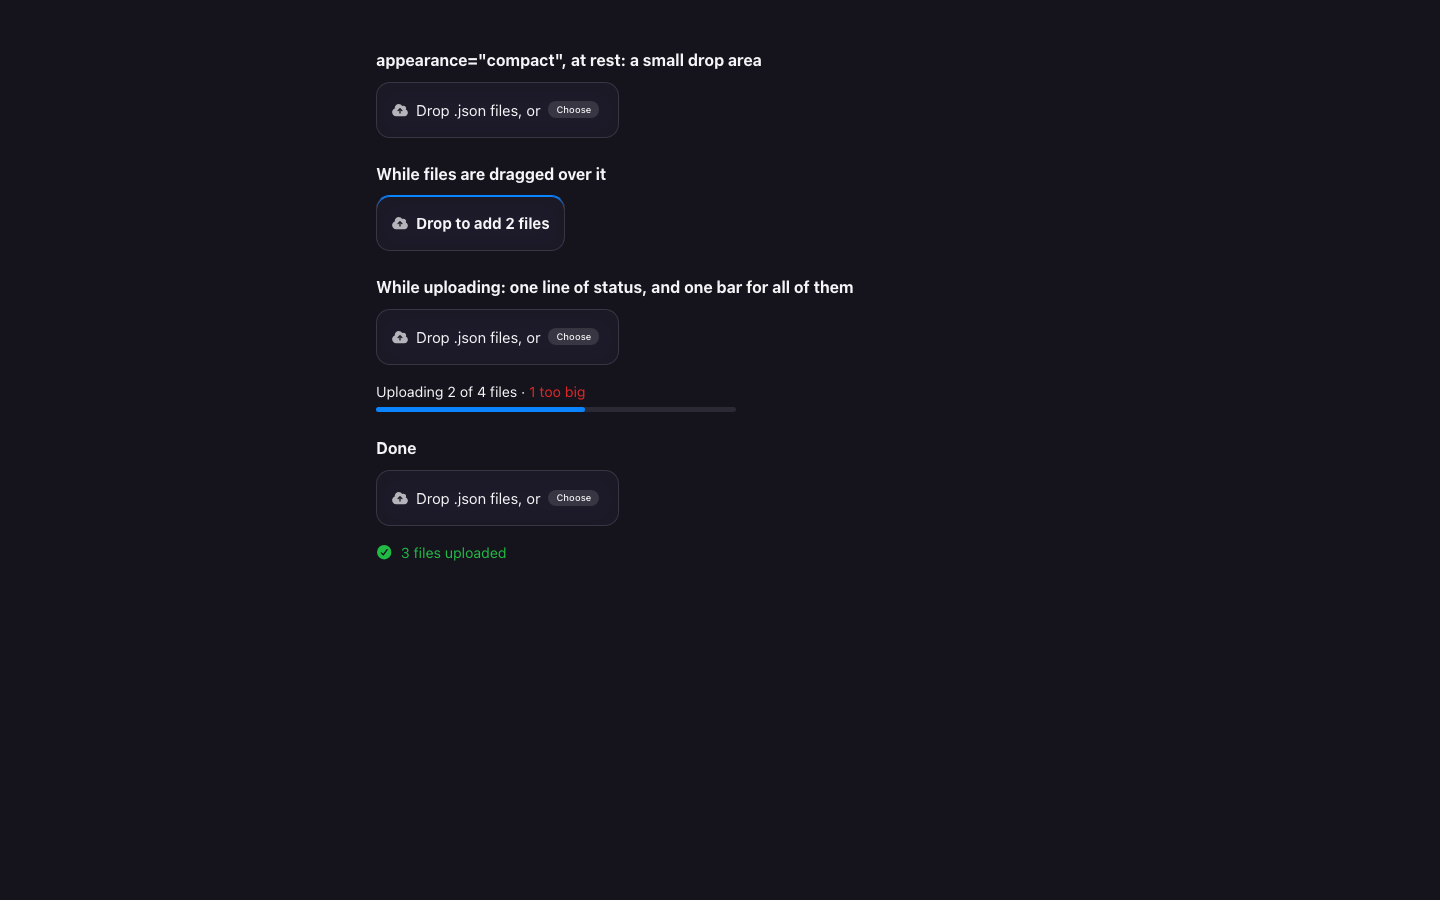 appearance="compact", at rest: a small drop area
Drop .json files, or Choose
While files are dragged over it
Drop to add 2 files
While uploading: one line of status, and one bar for all of them
Drop .json files, or Choose
Uploading 2 of 4 files · 1 too big
Done
Drop .json files, or Choose
3 files uploaded